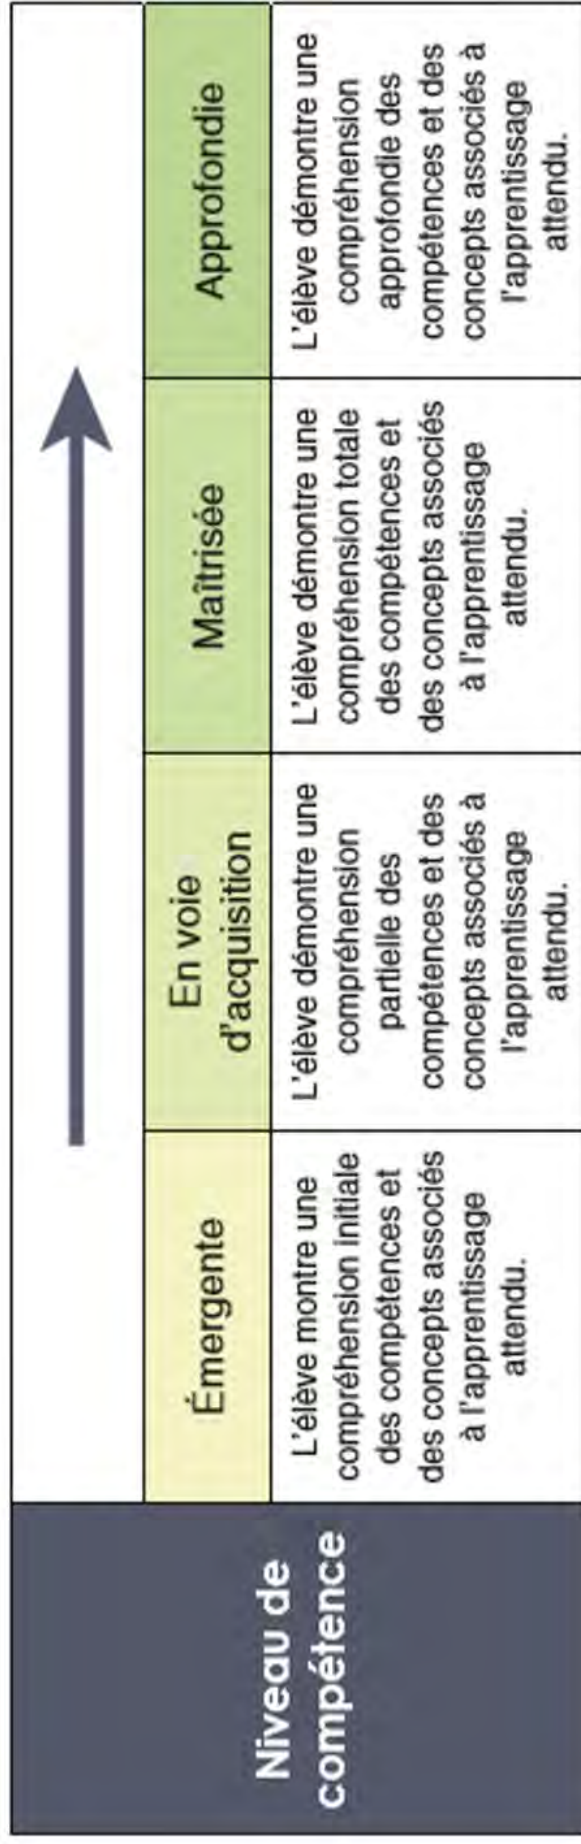 Niveau de
compétence
Émergente
L'élève montre une
compréhension initiale
des compétences et
des concepts associés
à l'apprentissage
attendu.
En voie
d'acquisition
L'élève démontre une
compréhension
partielle des
compétences et des
concepts associés à
l'apprentissage
attendu.
Maîtrisée
L'élève démontre une
compréhension totale
des compétences et
des concepts associés
à l'apprentissage
attendu.
Approfondie
L'élève démontre une
compréhension
approfondie des
compétences et des
concepts associés à
l'apprentissage
attendu.